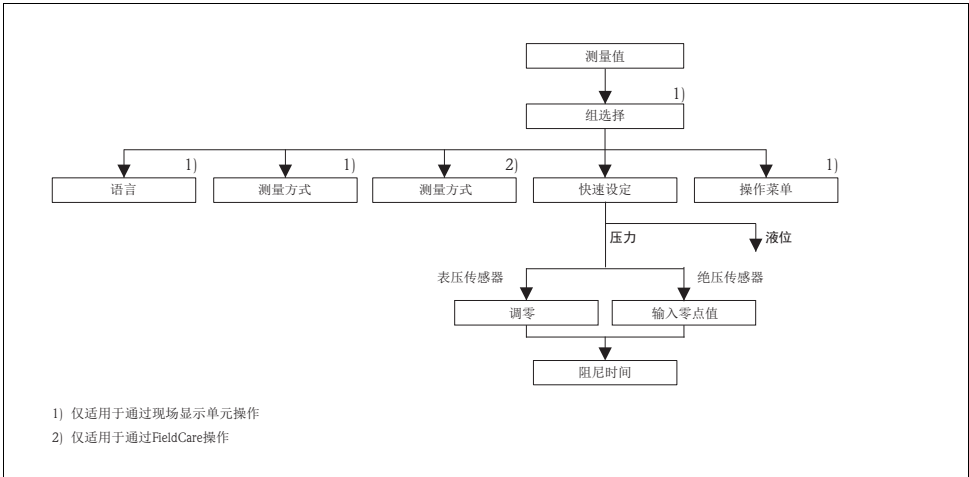 测量值
1)
组选择
1)
1)
2)
1)
语言
测量方式
测量方式
快速设定
操作菜单
压力
液位
表压传感器
绝压传感器
调零
输入零点值
阻尼时间
1) 仅适用于通过现场显示单元操作
2) 仅适用于通过FieldCare操作